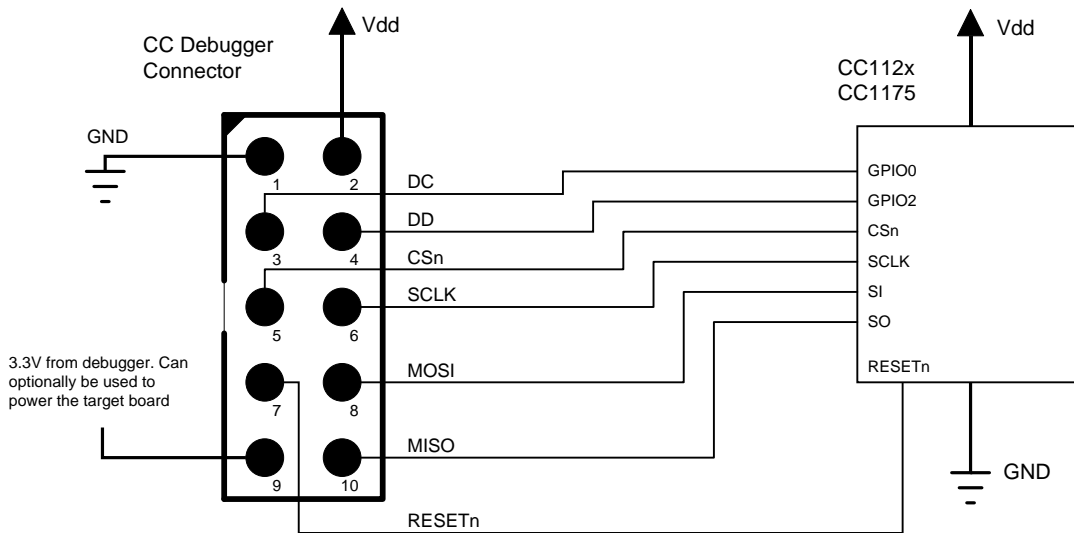 CC Debugger
Connector
Vdd
GND
1
2
3
4
5
6
7
8
9
10
DC
DD
CSn
SCLK
MOSI
MISO
RESETn
3.3V from debugger. Can
optionally be used to
power the target board
Vdd
CC112x
CC1175
GPIO0
GPIO2
CSn
SCLK
SI
SO
RESETn
GND